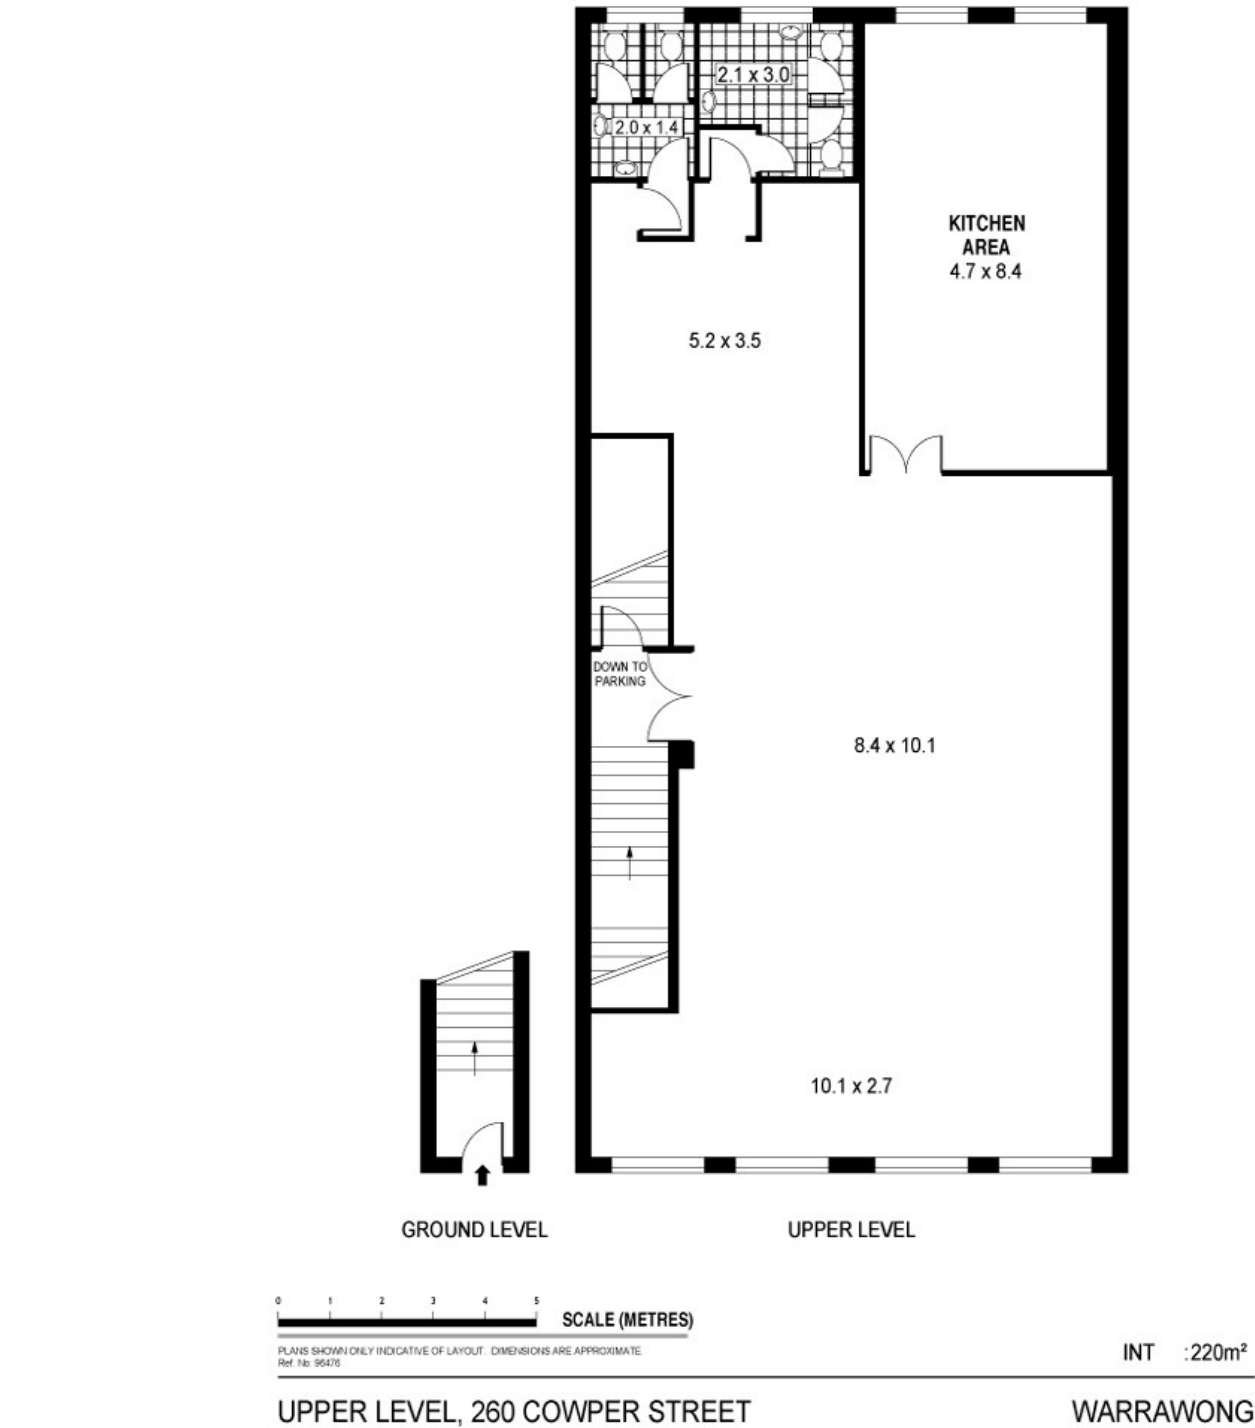 2.1 x 3.0
2.0 x 1.4
KITCHEN
AREA
4.7 x 8.4
5.2 x 3.5
DOWN TO
PARKING
8.4 x 10.1
10.1 x 2.7
GROUND LEVEL
UPPER LEVEL
0 1 2 3 4 5
SCALE (METRES)
PLANS SHOWN ONLY INDICATIVE OF LAYOUT. DIMENSIONS ARE APPROXIMATE.
Ref. No. 96476
INT :220m²
UPPER LEVEL, 260 COWPER STREET
WARRAWONG